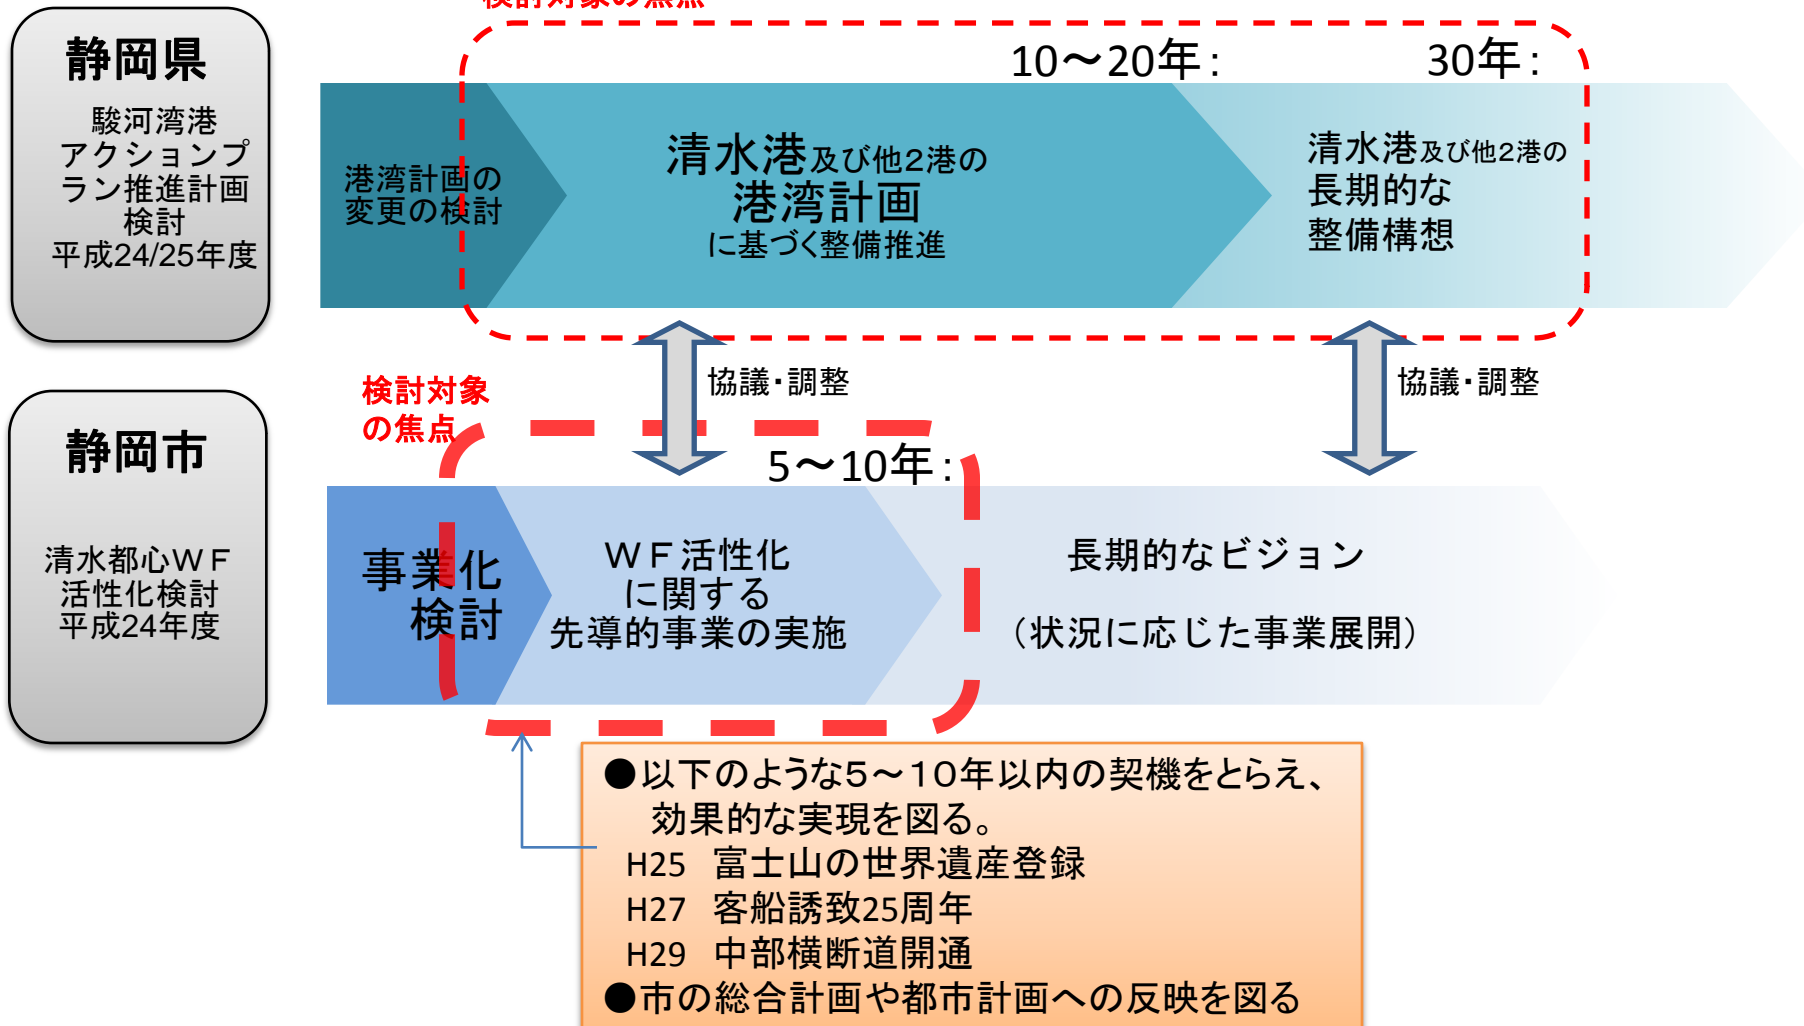 検討対象の焦点
静岡県
駿河湾港
アクションプ
ラン推進計画
検討
平成24/25年度
10～20年：
30年：
港湾計画の
変更の検討
清水港及び他2港の
港湾計画
に基づく整備推進
清水港及び他2港の
長期的な
整備構想
協議・調整
協議・調整
検討対象
の焦点
静岡市
清水都心ＷＦ
活性化検討
平成24年度
5～10年：
事業化
検討
ＷＦ活性化
に関する
先導的事業の実施
長期的なビジョン
（状況に応じた事業展開）
●以下のような５～１０年以内の契機をとらえ、
効果的な実現を図る。
H25 富士山の世界遺産登録
H27 客船誘致25周年
H29 中部横断道開通
●市の総合計画や都市計画への反映を図る